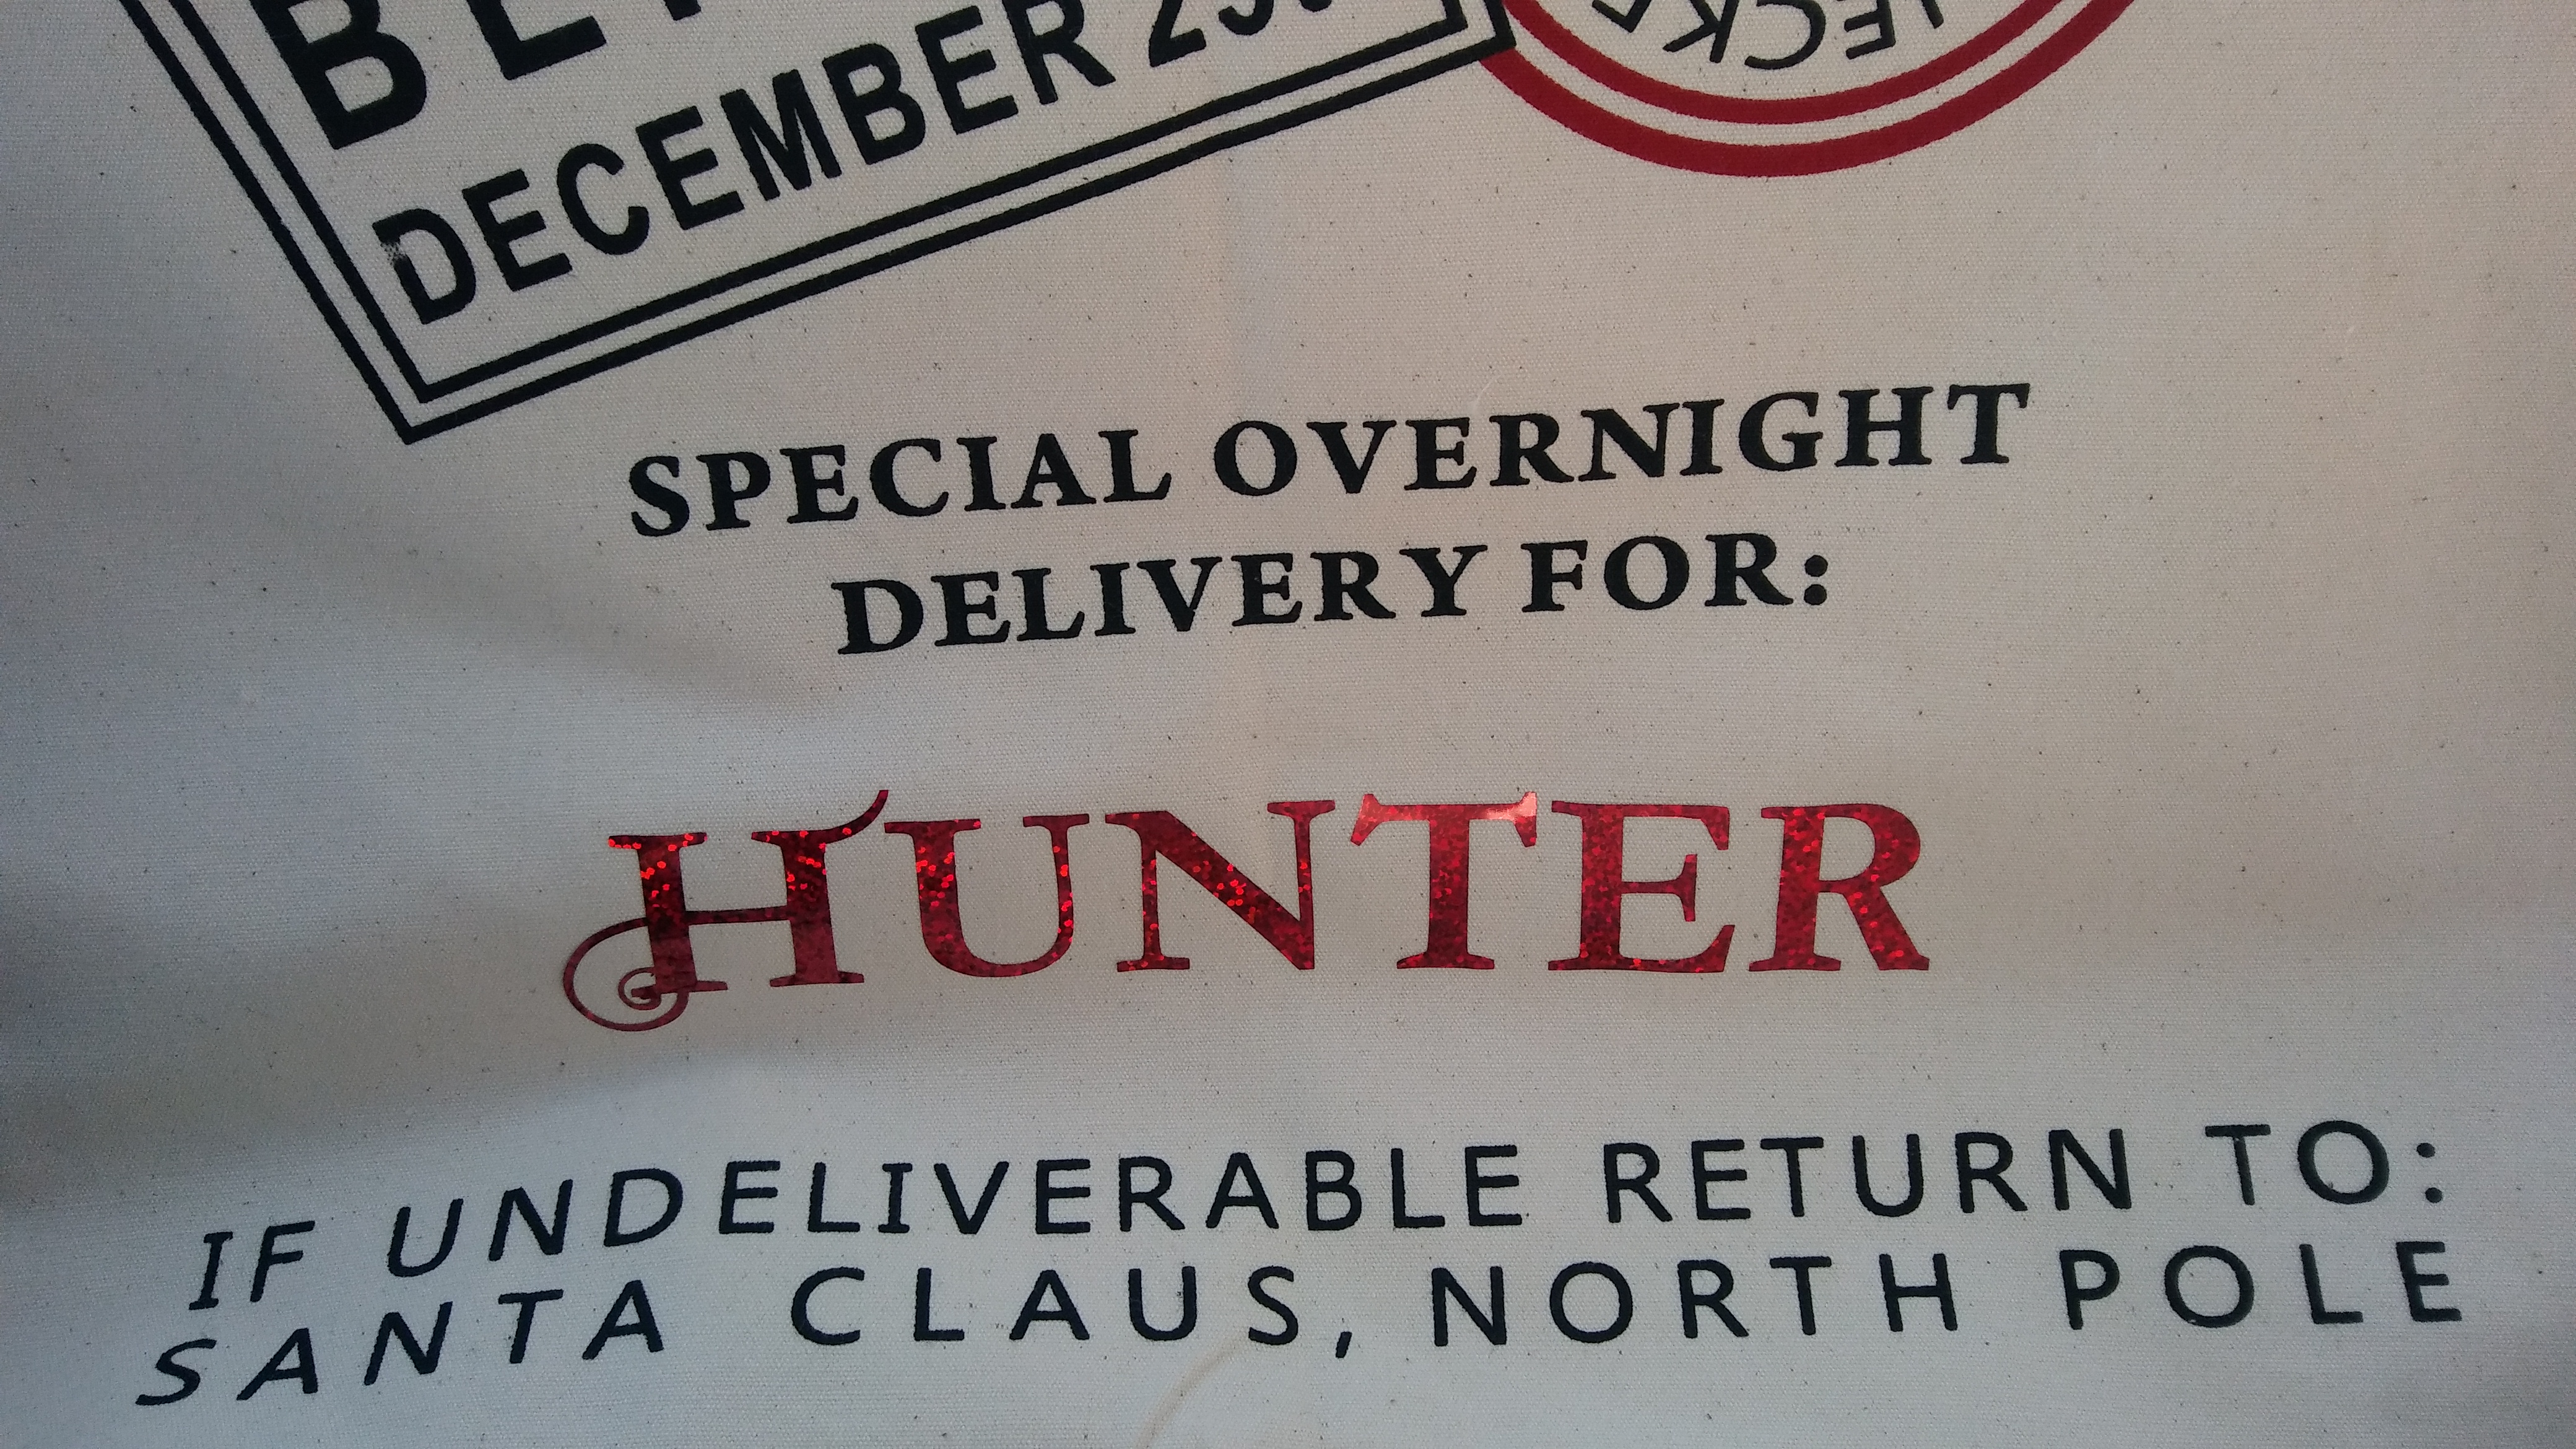 DECEMBER
SPECIAL OVERNIGHT
DELIVERY FOR:
HUNTER
IF UNDELIVERABLE RETURN TO:
SANTA CLAUS, NORTH POLE